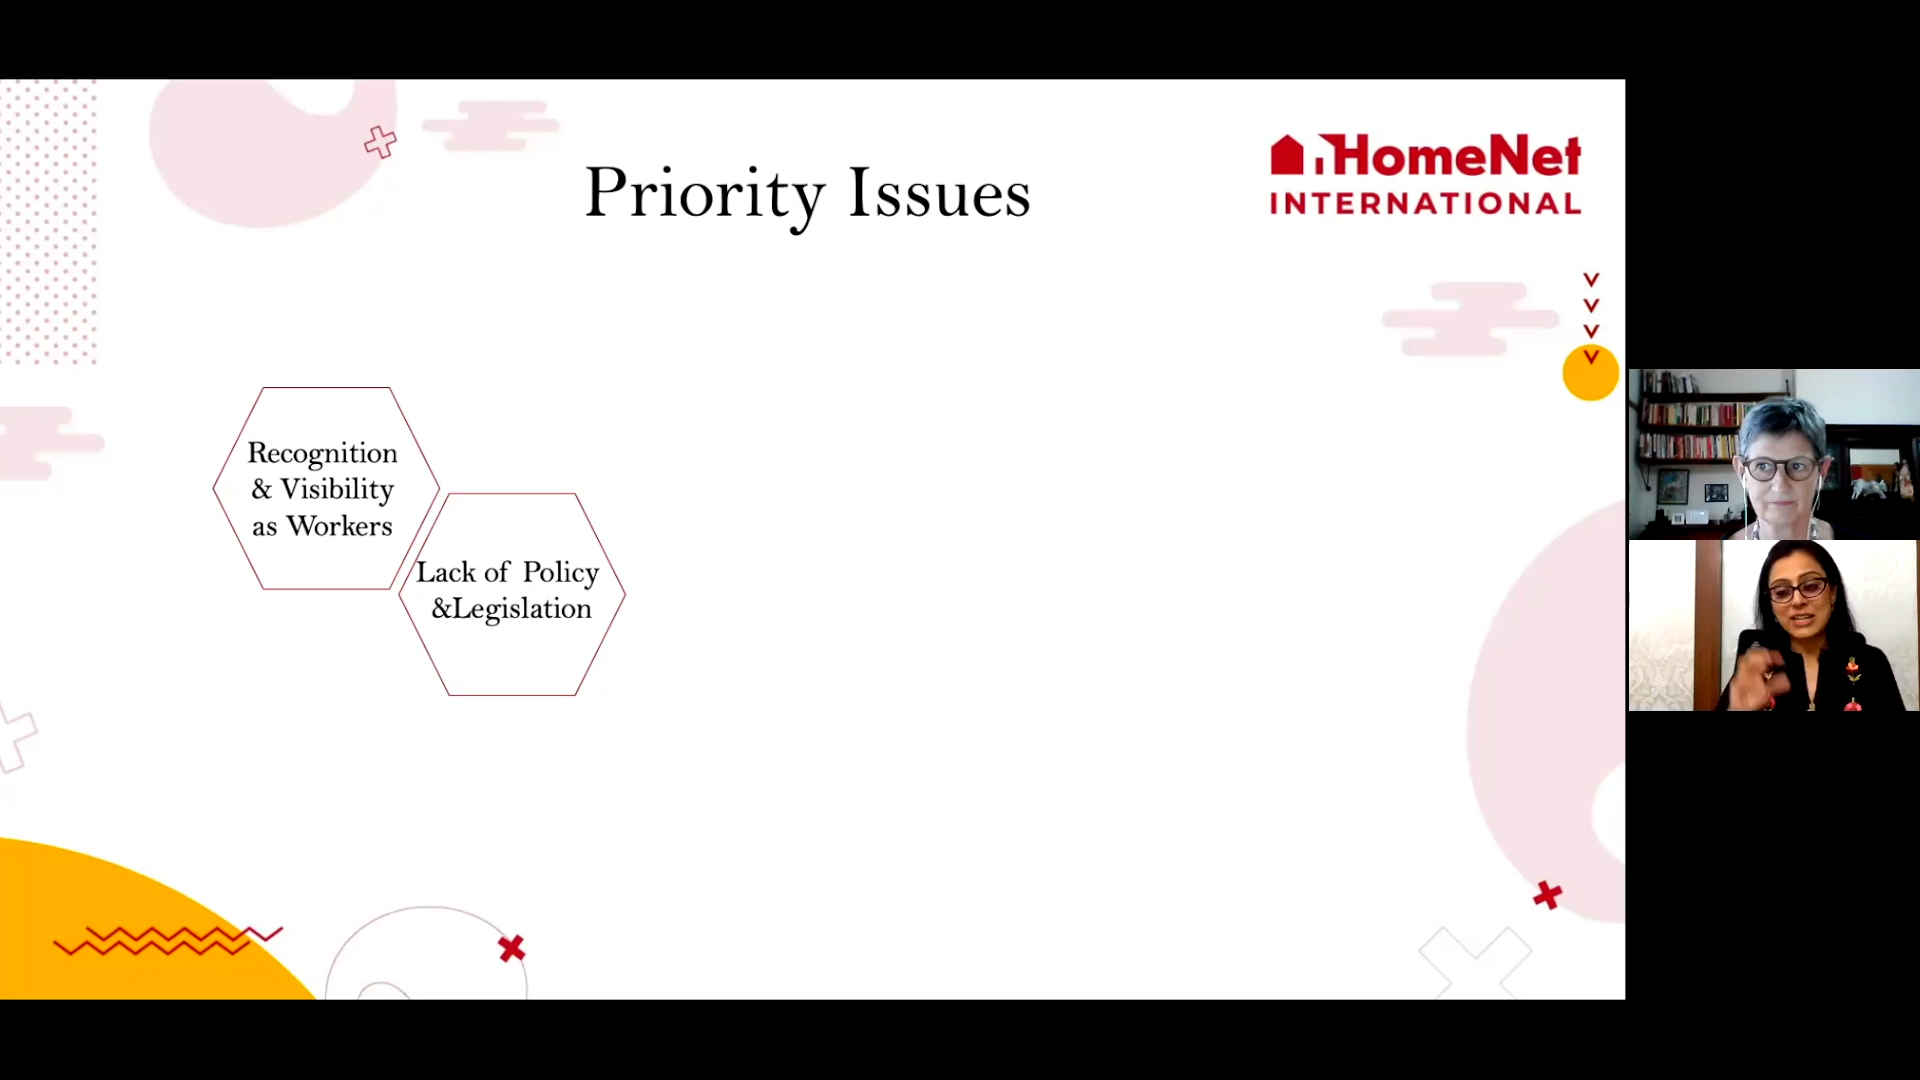 Priority Issues
HomeNet
INTERNATIONAL
Recognition
& Visibility
as Workers
Lack of Policy
&Legislation